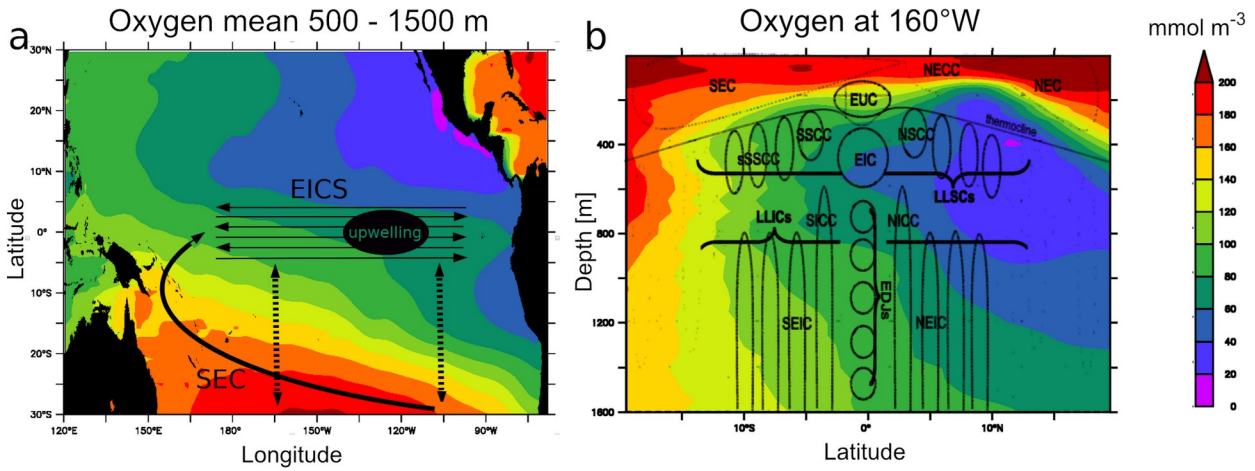 Oxygen mean 500 - 1500 m
Oxygen at 160°W
mmol m⁻³
a
30°N
20°N
10°N
0°
10°S
20°S
30°S
Latitude
EICS
upwelling
SEC
120°E
150°E
180°W
150°W
120°W
90°W
Longitude
b
SEC
NECC
NEC
EUC
thermocline
SSCC
NSCC
sSSCC
EIC
LLSCs
LLICs
SICC
NICC
EDJs
SEIC
NEIC
400
800
1200
1600
Depth [m]
10°S
0°
10°N
Latitude
200
180
160
140
120
100
80
60
40
20
0